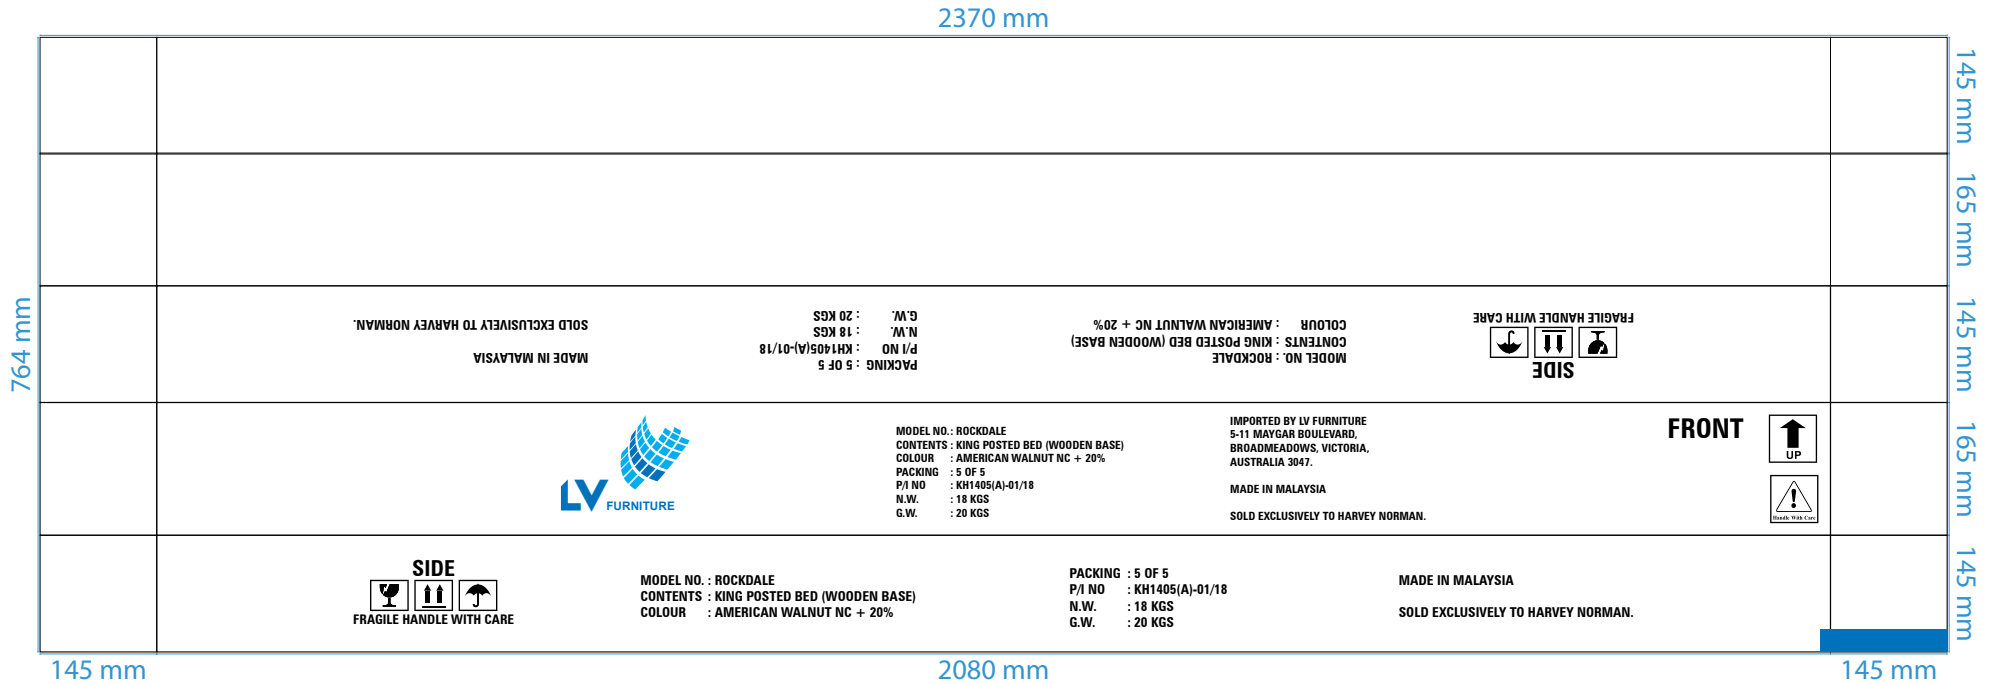 2370 mm
145 mm
165 mm
145 mm
165 mm
145 mm
764 mm
SOLD EXCLUSIVELY TO HARVEY NORMAN.
MADE IN MALAYSIA
PACKING : 5 OF 5
P/I NO : KH1405(A)-01/18
N.W. : 18 KGS
G.W. : 20 KGS
MODEL NO. : ROCKDALE
CONTENTS : KING POSTED BED (WOODEN BASE)
COLOUR : AMERICAN WALNUT NC + 20%
SIDE
FRAGILE HANDLE WITH CARE
LV
FURNITURE
MODEL NO. : ROCKDALE
CONTENTS : KING POSTED BED (WOODEN BASE)
COLOUR : AMERICAN WALNUT NC + 20%
PACKING : 5 OF 5
P/I NO : KH1405(A)-01/18
N.W. : 18 KGS
G.W. : 20 KGS
IMPORTED BY LV FURNITURE
5-11 MAYGAR BOULEVARD,
BROADMEADOWS, VICTORIA,
AUSTRALIA 3047.
MADE IN MALAYSIA
SOLD EXCLUSIVELY TO HARVEY NORMAN.
FRONT
UP
Handle With Care
SIDE
FRAGILE HANDLE WITH CARE
MODEL NO. : ROCKDALE
CONTENTS : KING POSTED BED (WOODEN BASE)
COLOUR : AMERICAN WALNUT NC + 20%
PACKING : 5 OF 5
P/I NO : KH1405(A)-01/18
N.W. : 18 KGS
G.W. : 20 KGS
MADE IN MALAYSIA
SOLD EXCLUSIVELY TO HARVEY NORMAN.
145 mm
2080 mm
145 mm